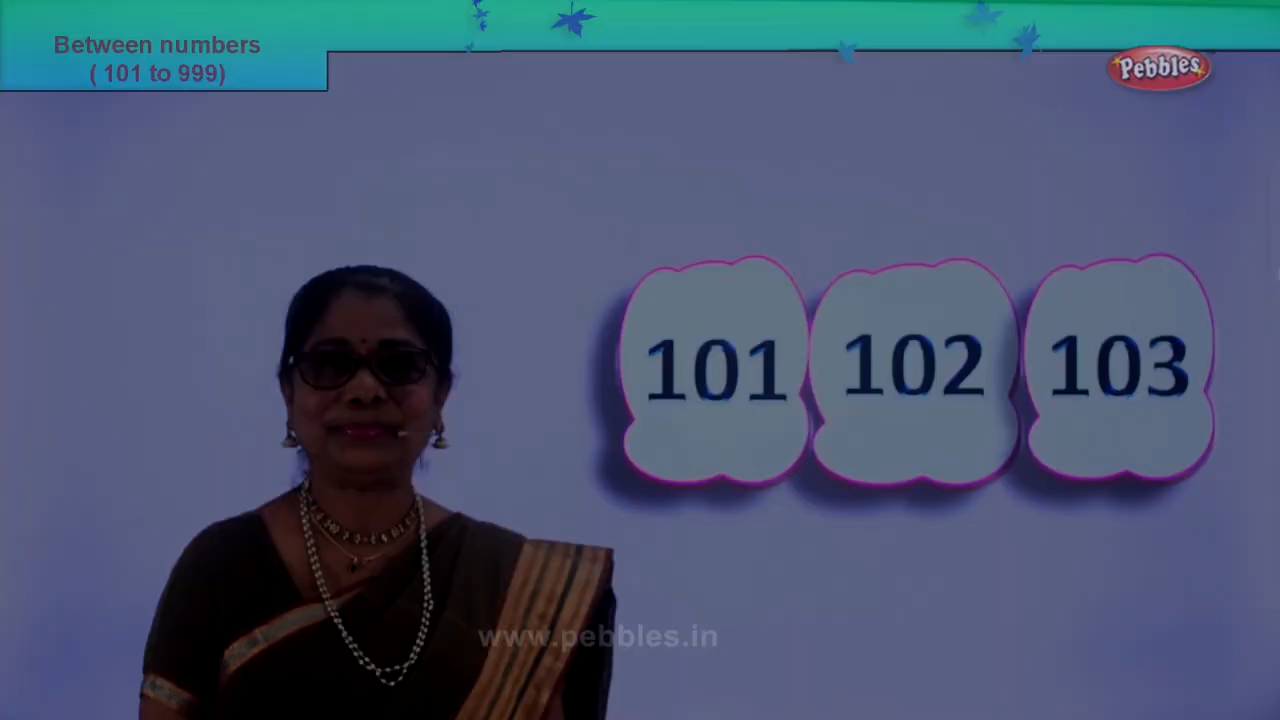 Between numbers
( 101 to 999)
Pebbles
101 102 103
www.pebbles.in